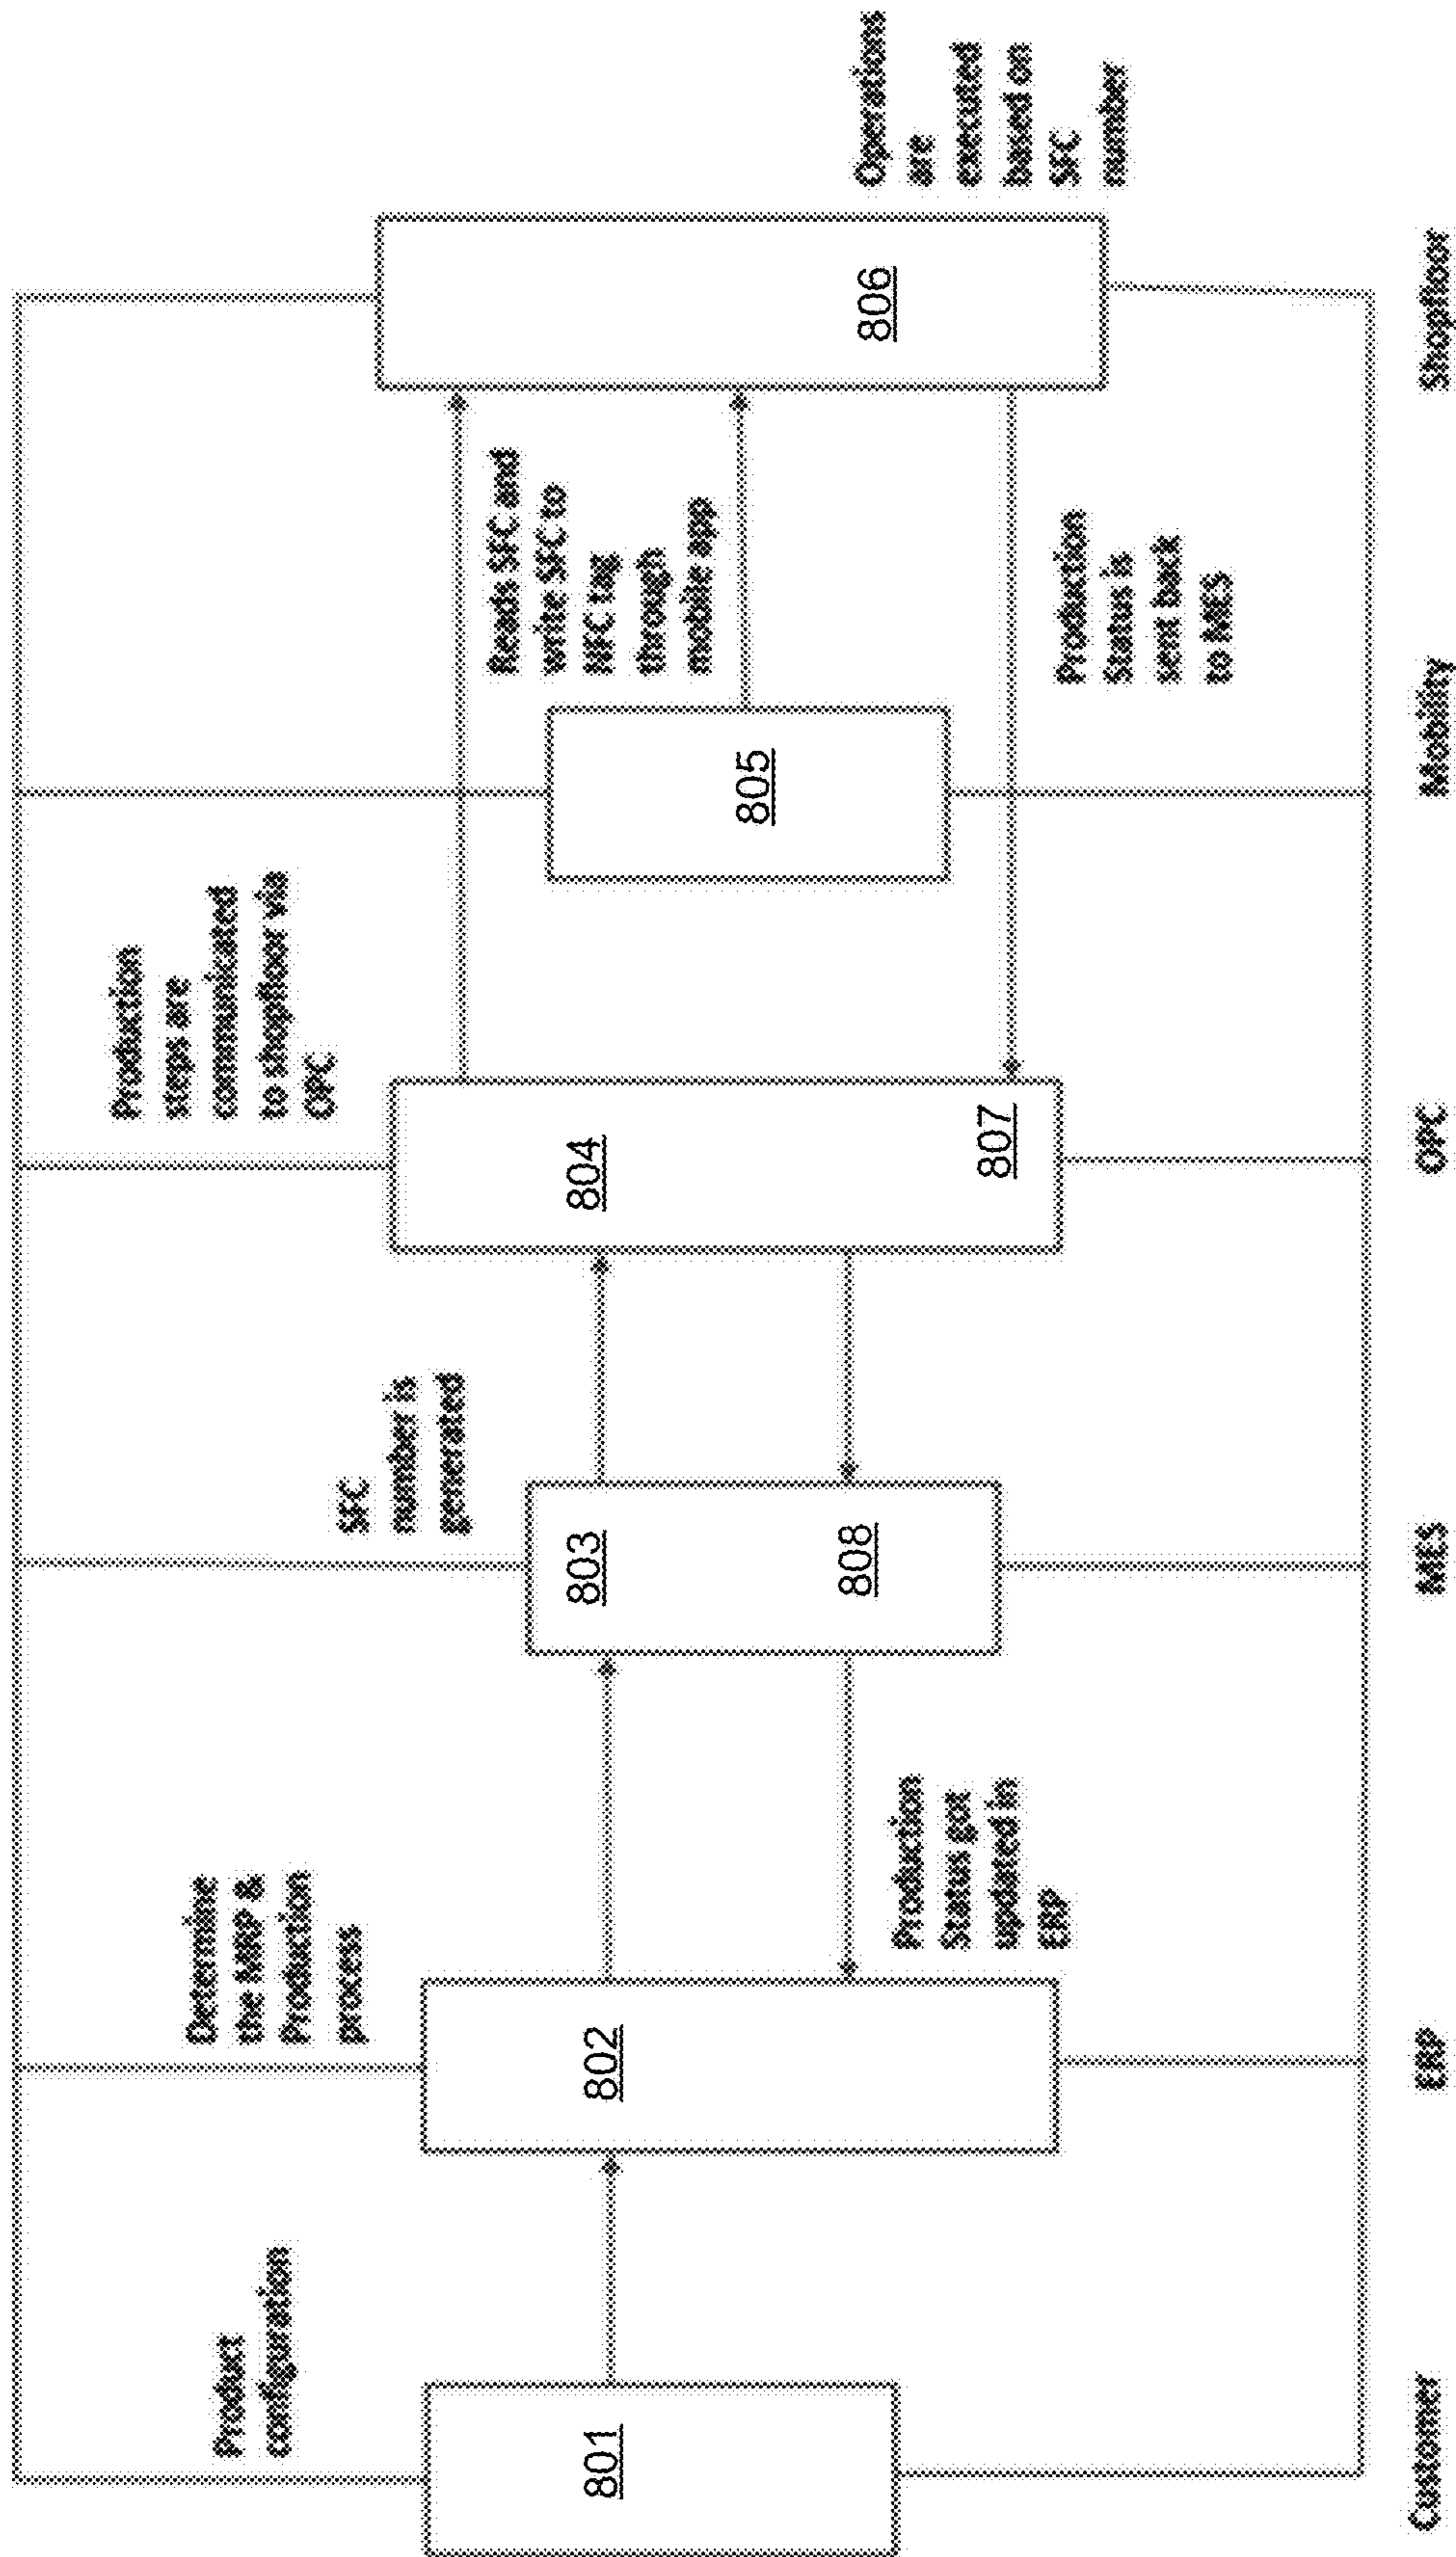 Product
configuration
Determine
the MRP &
Production
process
SFC
number is
generated
Production
steps are
communicated
to shopfloor via
OPC
Reads SFC and
write SFC to
NFC tag
through
mobile app
Operations
are
executed
based on
SFC
number
Production
Status is
sent back
to MES
Production
Status got
updated in
ERP
801
802
803
808
804
807
805
806
Customer
ERP
MES
OPC
Mobility
Shopfloor